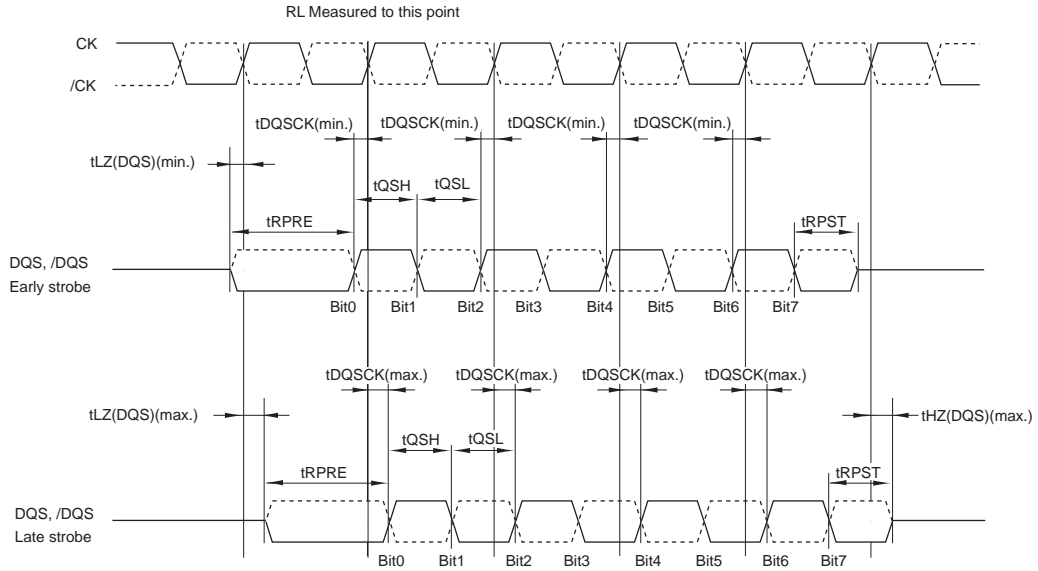 RL Measured to this point
CK
/CK
tDQSCK(min.) tDQSCK(min.) tDQSCK(min.) tDQSCK(min.)
tLZ(DQS)(min.)
tQSH tQSL
tRPRE tRPST
DQS, /DQS
Early strobe
Bit0 Bit1 Bit2 Bit3 Bit4 Bit5 Bit6 Bit7
tDQSCK(max.) tDQSCK(max.) tDQSCK(max.) tDQSCK(max.)
tLZ(DQS)(max.) tHZ(DQS)(max.)
tQSH tQSL
tRPRE tRPST
DQS, /DQS
Late strobe
Bit0 Bit1 Bit2 Bit3 Bit4 Bit5 Bit6 Bit7